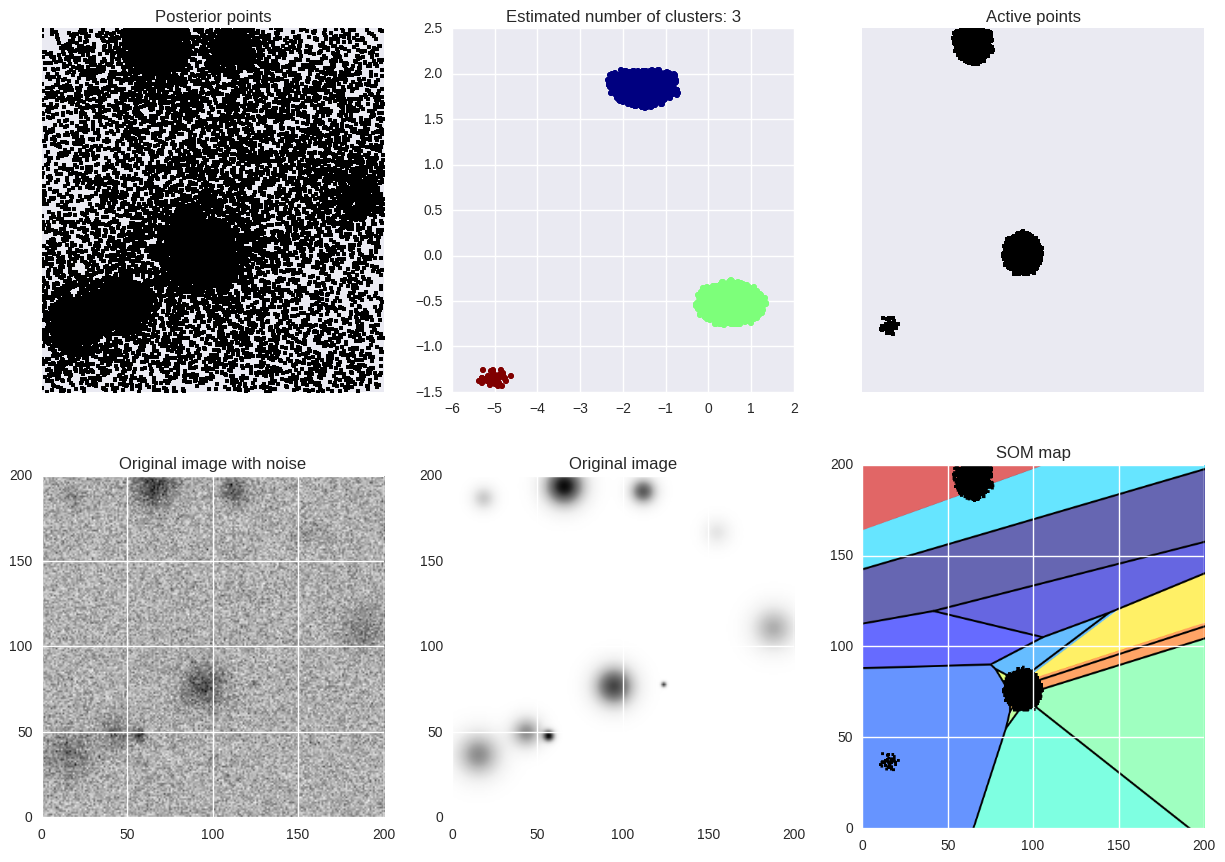 Posterior points
Estimated number of clusters: 3
Active points
2.5
2.0
1.5
1.0
0.5
0.0
−0.5
−1.0
−1.5
−6 −5 −4 −3 −2 −1 0 1 2
Original image with noise
Original image
SOM map
200
150
100
50
0
0 50 100 150 200
200
150
100
50
0
0 50 100 150 200
200
150
100
50
0
0 50 100 150 200